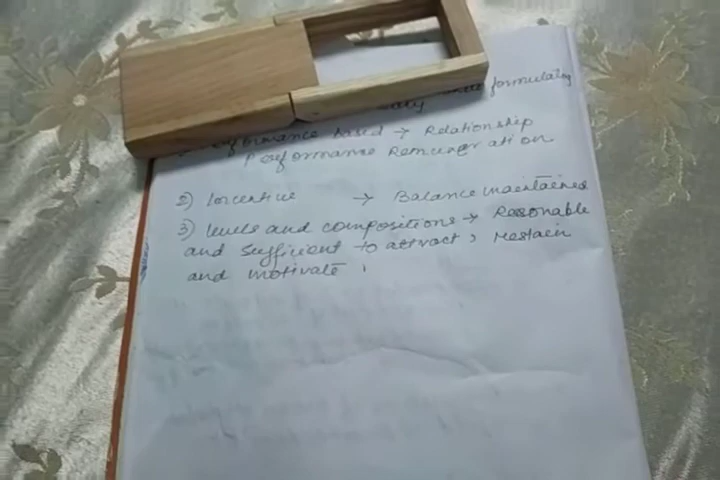 formulating
Performance based → Relationship
Performance Remuneration
2) Incentive → Balance maintained
3) levels and compositions → Resonable
and sufficient to attract, restain
and motivate